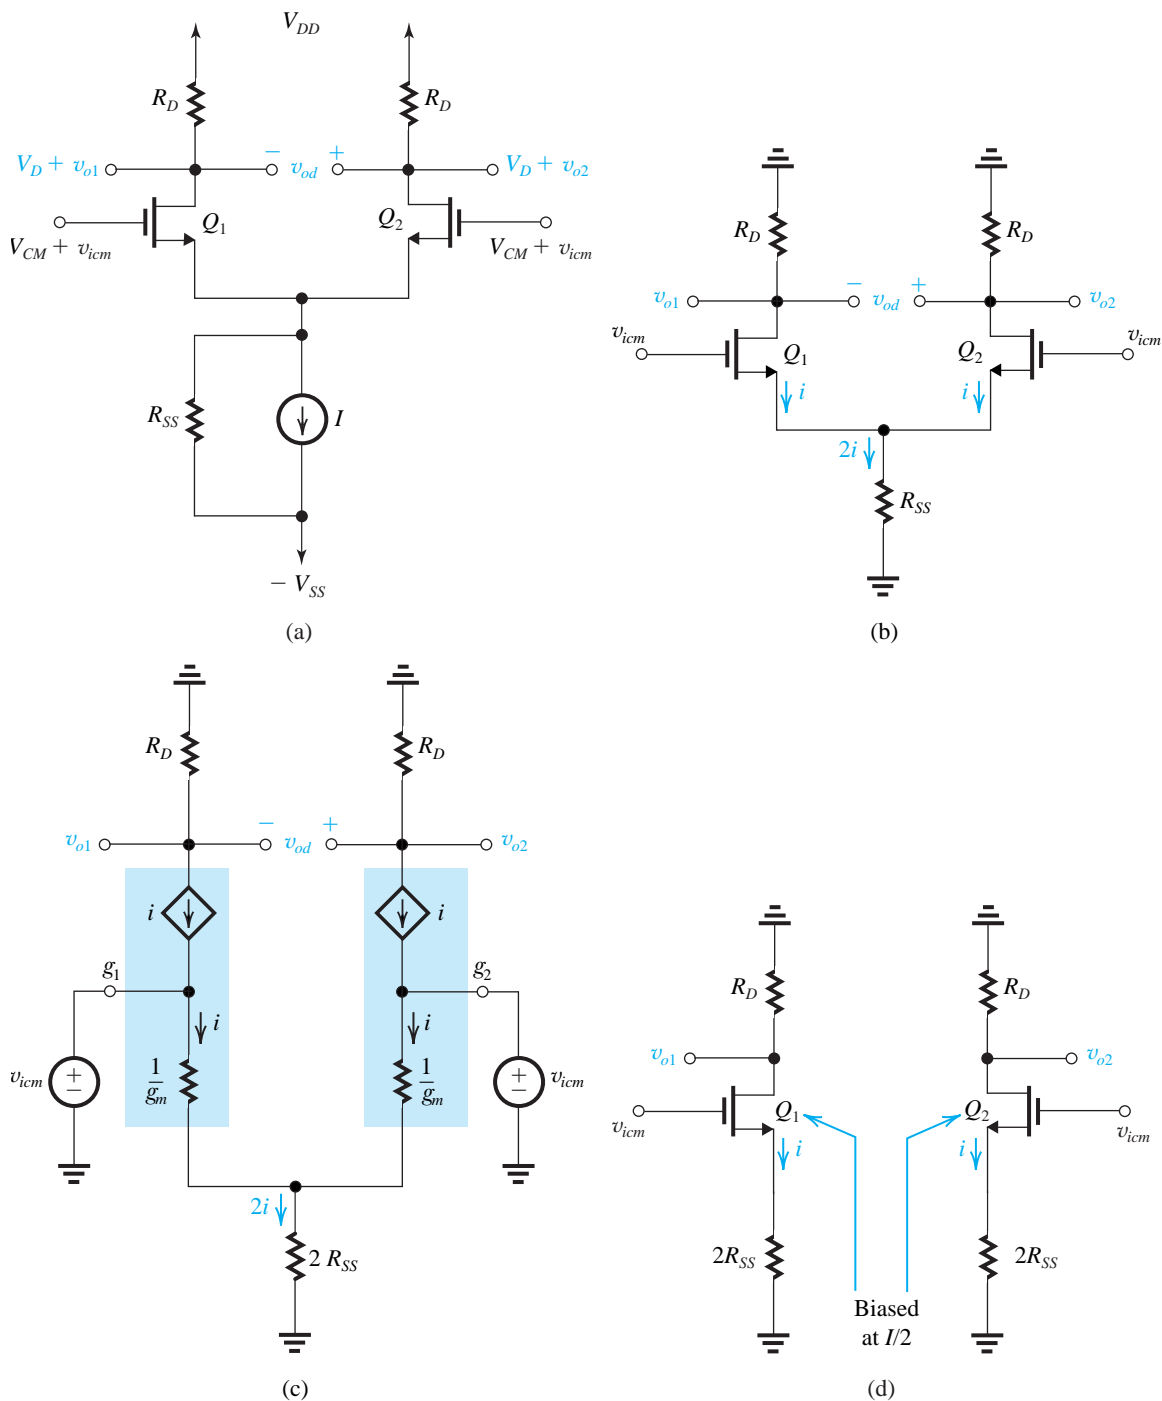 V_DD
R_D R_D
V_D + v_o1 − v_od + V_D + v_o2
Q_1 Q_2
V_CM + v_icm V_CM + v_icm
R_SS I
− V_SS
(a)
R_D R_D
v_o1 − v_od + v_o2
v_icm Q_1 Q_2 v_icm
i i
2i
R_SS
(b)
R_D R_D
v_o1 − v_od + v_o2
i i
g_1 g_2
i i
v_icm + − 1/g_m 1/g_m + − v_icm
2i
2 R_SS
(c)
R_D R_D
v_o1 v_o2
v_icm Q_1 Q_2 v_icm
i i
2R_SS 2R_SS
Biased
at I/2
(d)